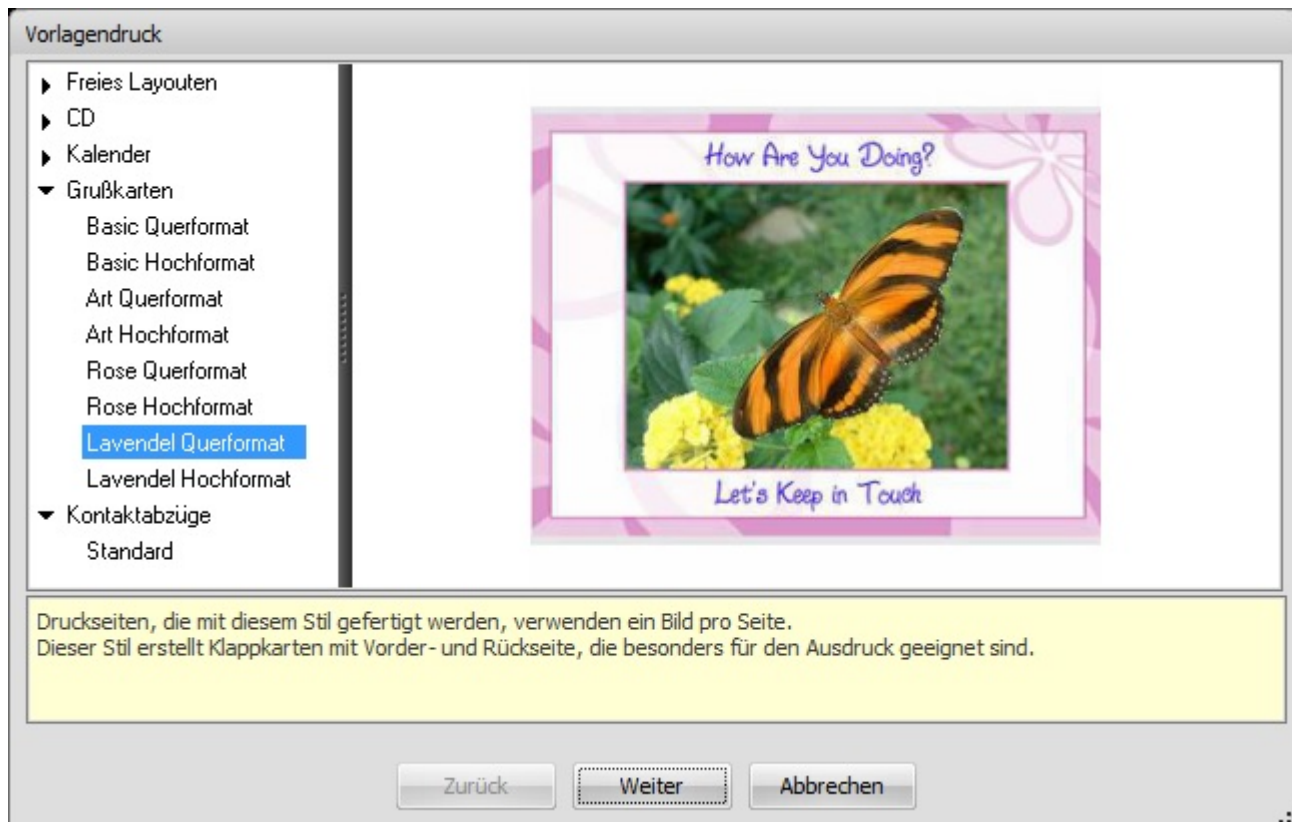 Vorlagendruck
Freies Layouten
CD
Kalender
Grußkarten
Basic Querformat
Basic Hochformat
Art Querformat
Art Hochformat
Rose Querformat
Rose Hochformat
Lavendel Querformat
Lavendel Hochformat
Kontaktabzüge
Standard
How Are You Doing?
Let's Keep in Touch
Druckseiten, die mit diesem Stil gefertigt werden, verwenden ein Bild pro Seite.
Dieser Stil erstellt Klappkarten mit Vorder- und Rückseite, die besonders für den Ausdruck geeignet sind.
Zurück
Weiter
Abbrechen